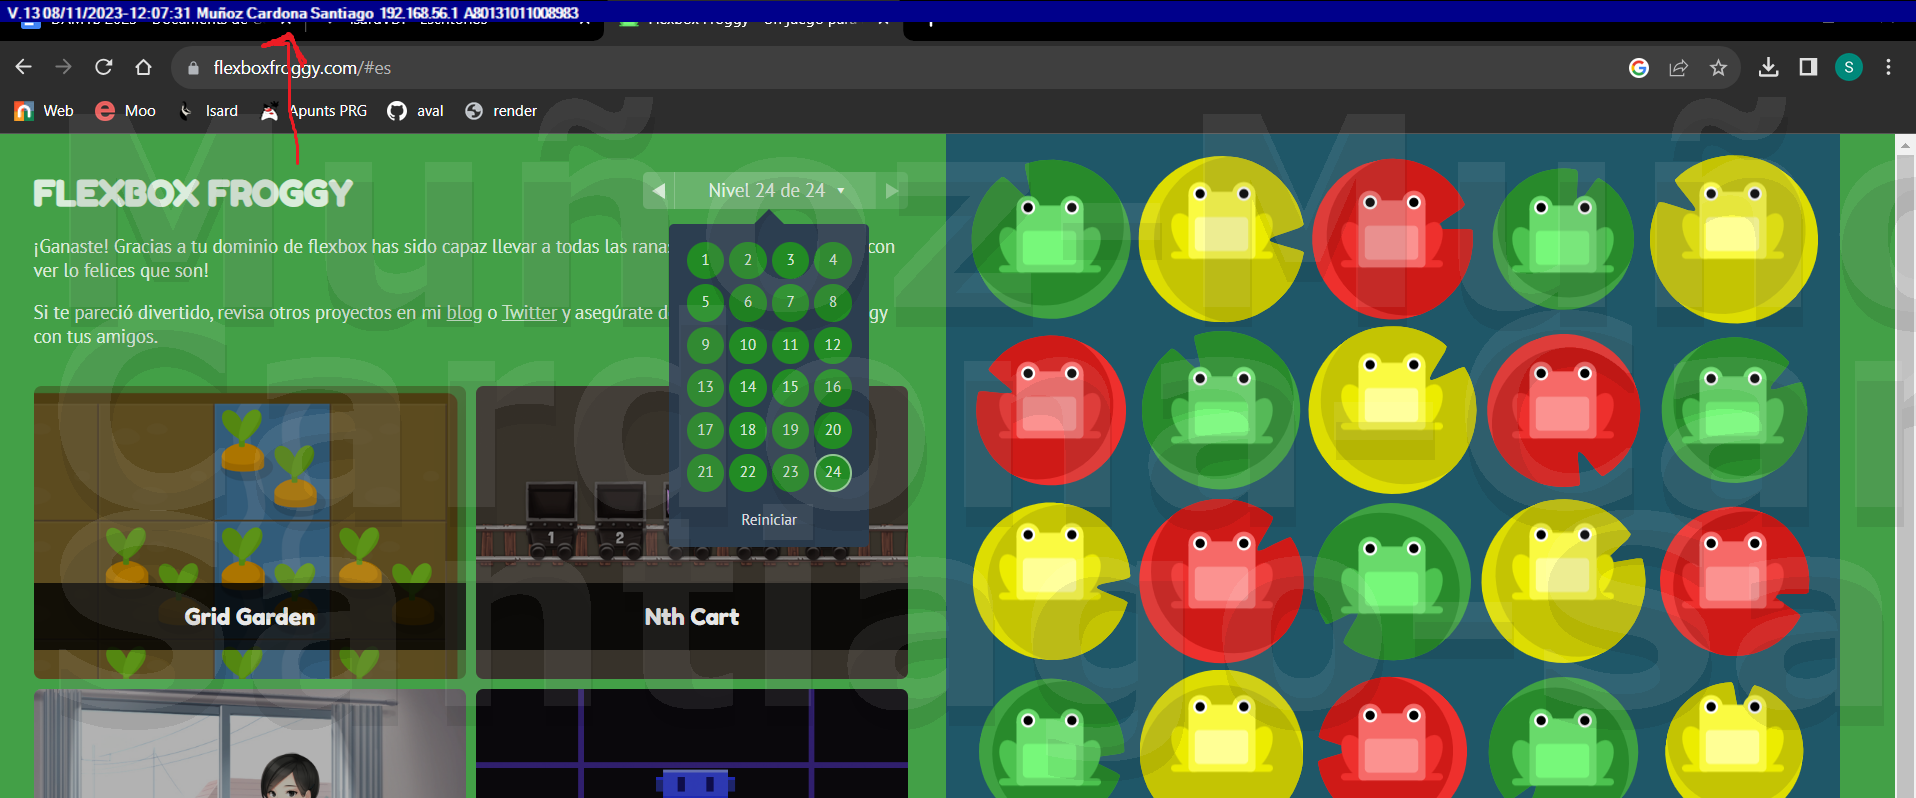 V.13 08/11/2023-12:07:31 Muñoz Cardona Santiago 192.168.56.1 A80131011008983
flexboxfroggy.com/#es
S
Web Moo Isard Apunts PRG aval render
FLEXBOX FROGGY
Nivel 24 de 24
¡Ganaste! Gracias a tu dominio de flexbox has sido capaz llevar a todas las ranas con
ver lo felices que son!
Si te pareció divertido, revisa otros proyectos en mi blog o Twitter y asegúrate d gy
con tus amigos.
1 2 3 4
5 6 7 8
9 10 11 12
13 14 15 16
17 18 19 20
21 22 23 24
Reiniciar
1 2
Grid Garden
Nth Cart
Muñoz Muñ
Cardona Ca
Santiago-Sa